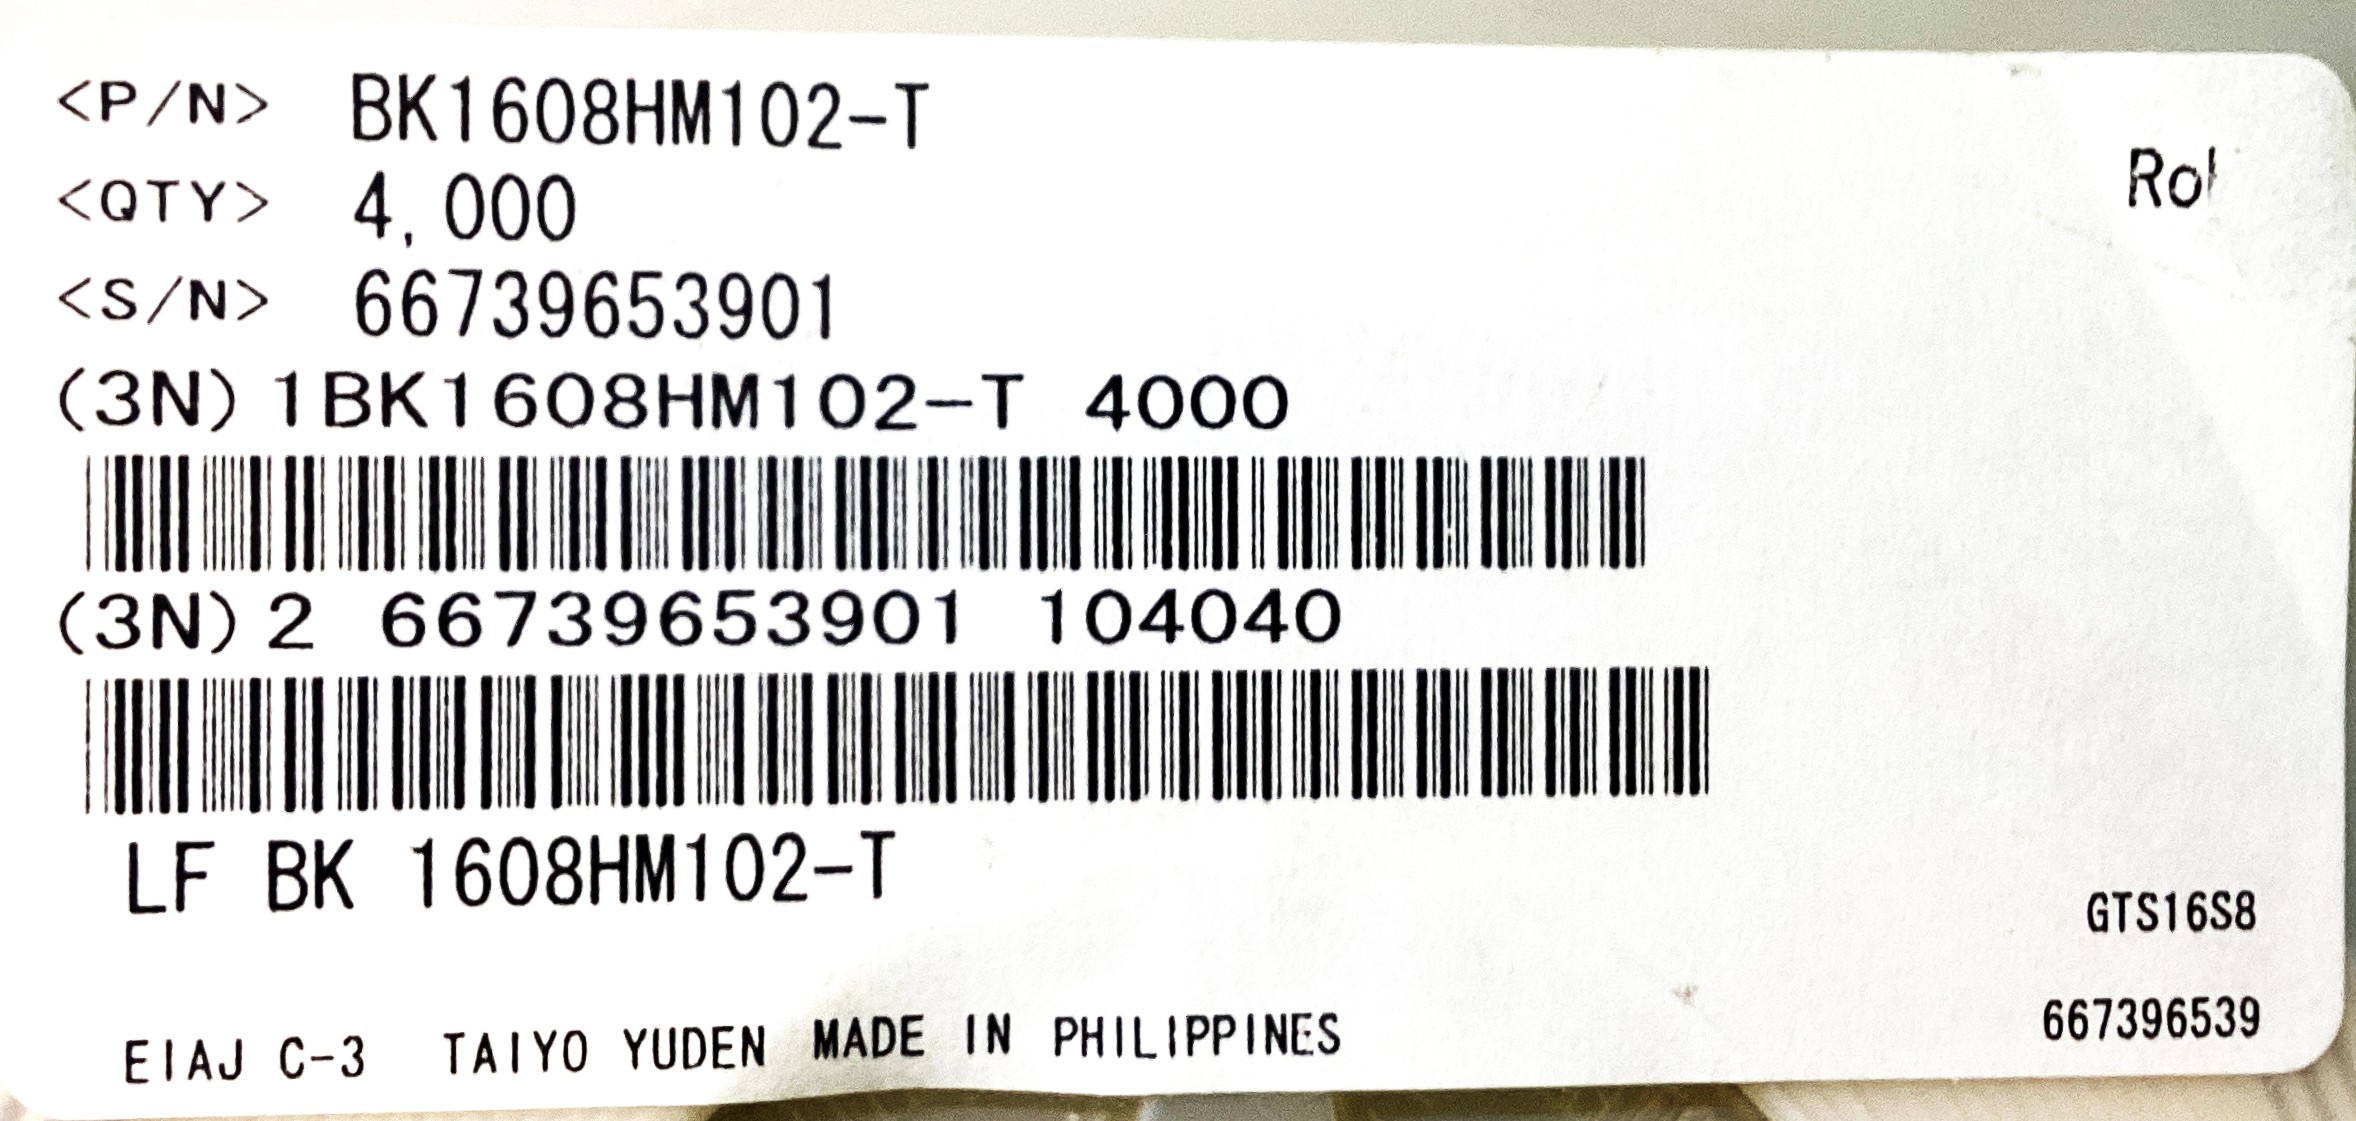 <P/N> BK1608HM102-T
<QTY> 4,000
<S/N> 66739653901
(3N)1BK1608HM102-T 4000
(3N)2 66739653901 104040
LF BK 1608HM102-T
GTS16S8
667396539
EIAJ C-3 TAIYO YUDEN MADE IN PHILIPPINES